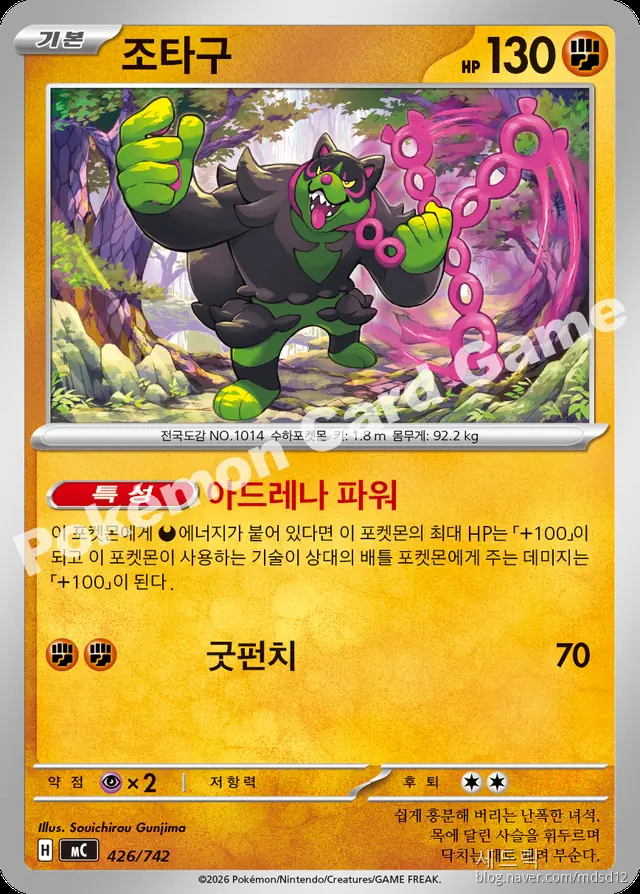 기본 조타구 HP 130
전국도감 NO.1014 수하포켓몬 키: 1.8 m 몸무게: 92.2 kg
특성 아드레나 파워
이 포켓몬에게 에너지가 붙어 있다면 이 포켓몬의 최대 HP는 「+100」이
되고 이 포켓몬이 사용하는 기술이 상대의 배틀 포켓몬에게 주는 데미지는
「+100」이 된다.
굿펀치 70
약점 ×2 저항력 후퇴
쉽게 흥분해 버리는 난폭한 녀석.
목에 달린 사슬을 휘두르며
닥치는 대로 때려 부순다.
Illus. Souichirou Gunjima
H mC 426/742
©2026 Pokémon/Nintendo/Creatures/GAME FREAK.
Pokémon Card Game
세드릭
blog.naver.com/mdsd12